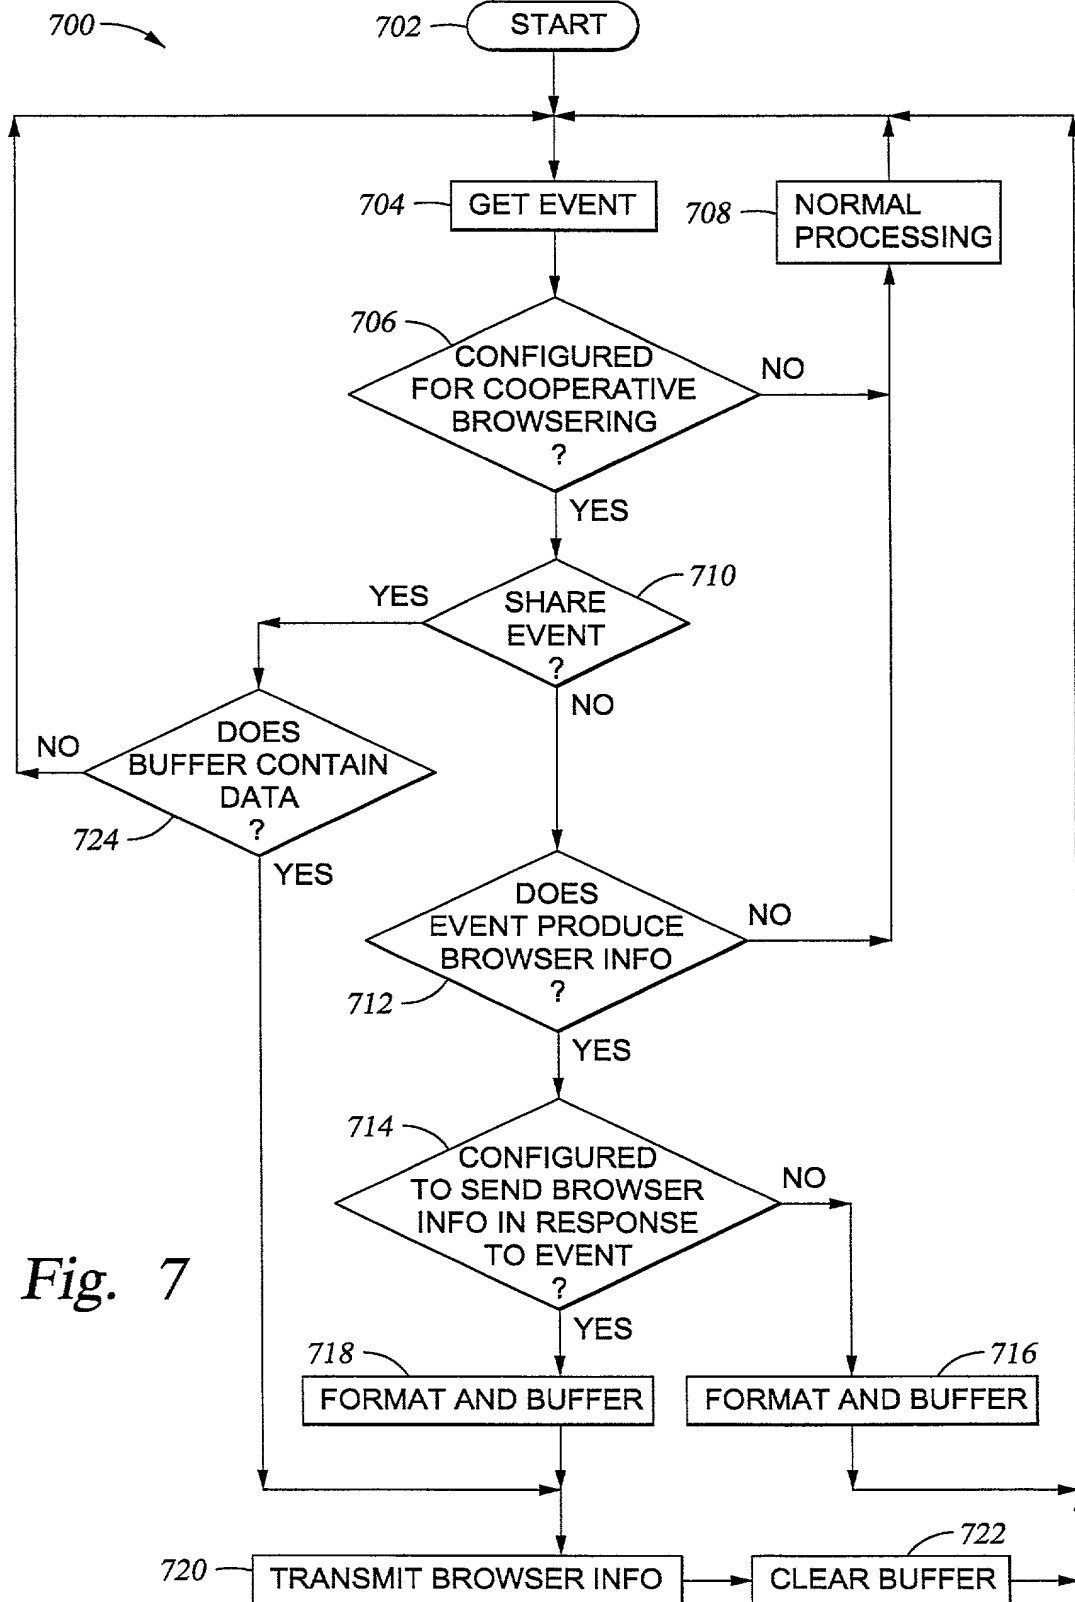 700
702
START
704
GET EVENT
708
NORMAL
PROCESSING
706
CONFIGURED
FOR COOPERATIVE
BROWSERING
?
NO
YES
710
YES
SHARE
EVENT
?
NO
DOES
BUFFER CONTAIN
DATA
?
NO
724
YES
DOES
EVENT PRODUCE
BROWSER INFO
?
NO
712
YES
714
CONFIGURED
TO SEND BROWSER
INFO IN RESPONSE
TO EVENT
?
NO
YES
Fig. 7
718
FORMAT AND BUFFER
716
FORMAT AND BUFFER
720
TRANSMIT BROWSER INFO
722
CLEAR BUFFER